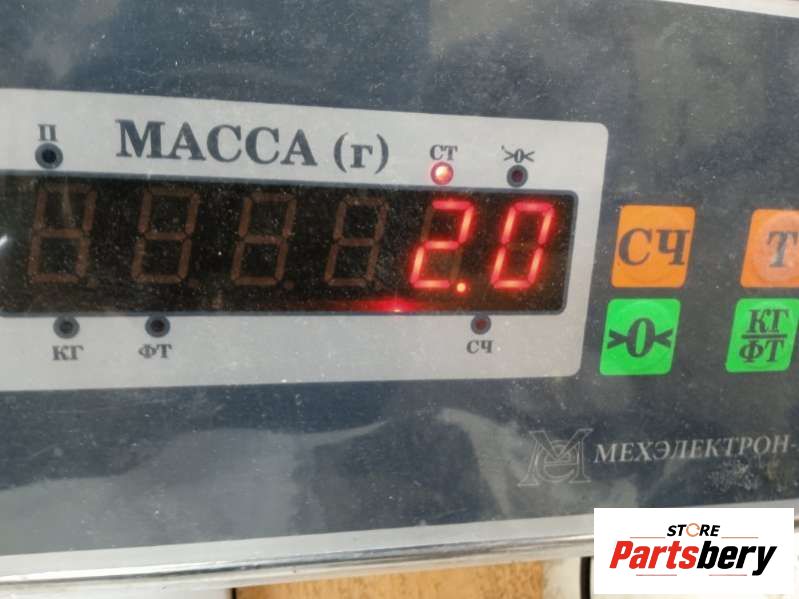 П МАССА (г) СТ >0<
2.0
КГ ФТ СЧ
СЧ Т
>0< КГ/ФТ
МЕХЭЛЕКТРОН-
STORE
Partsbery